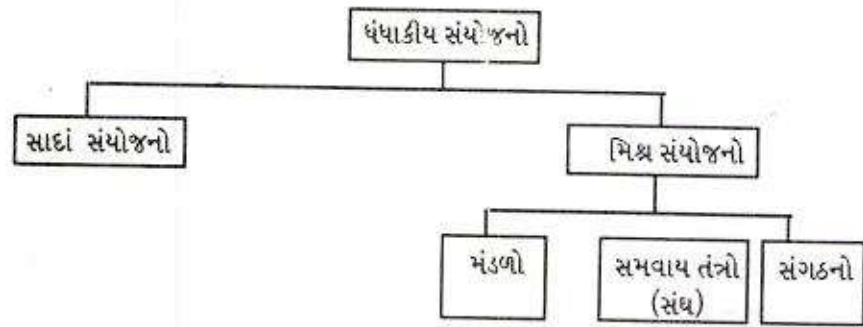 ધંધાકીય સંયોજનો
સાદાં સંયોજનો
મિશ્ર સંયોજનો
મંડળો
સમવાય તંત્રો
(સંઘ)
સંગઠનો